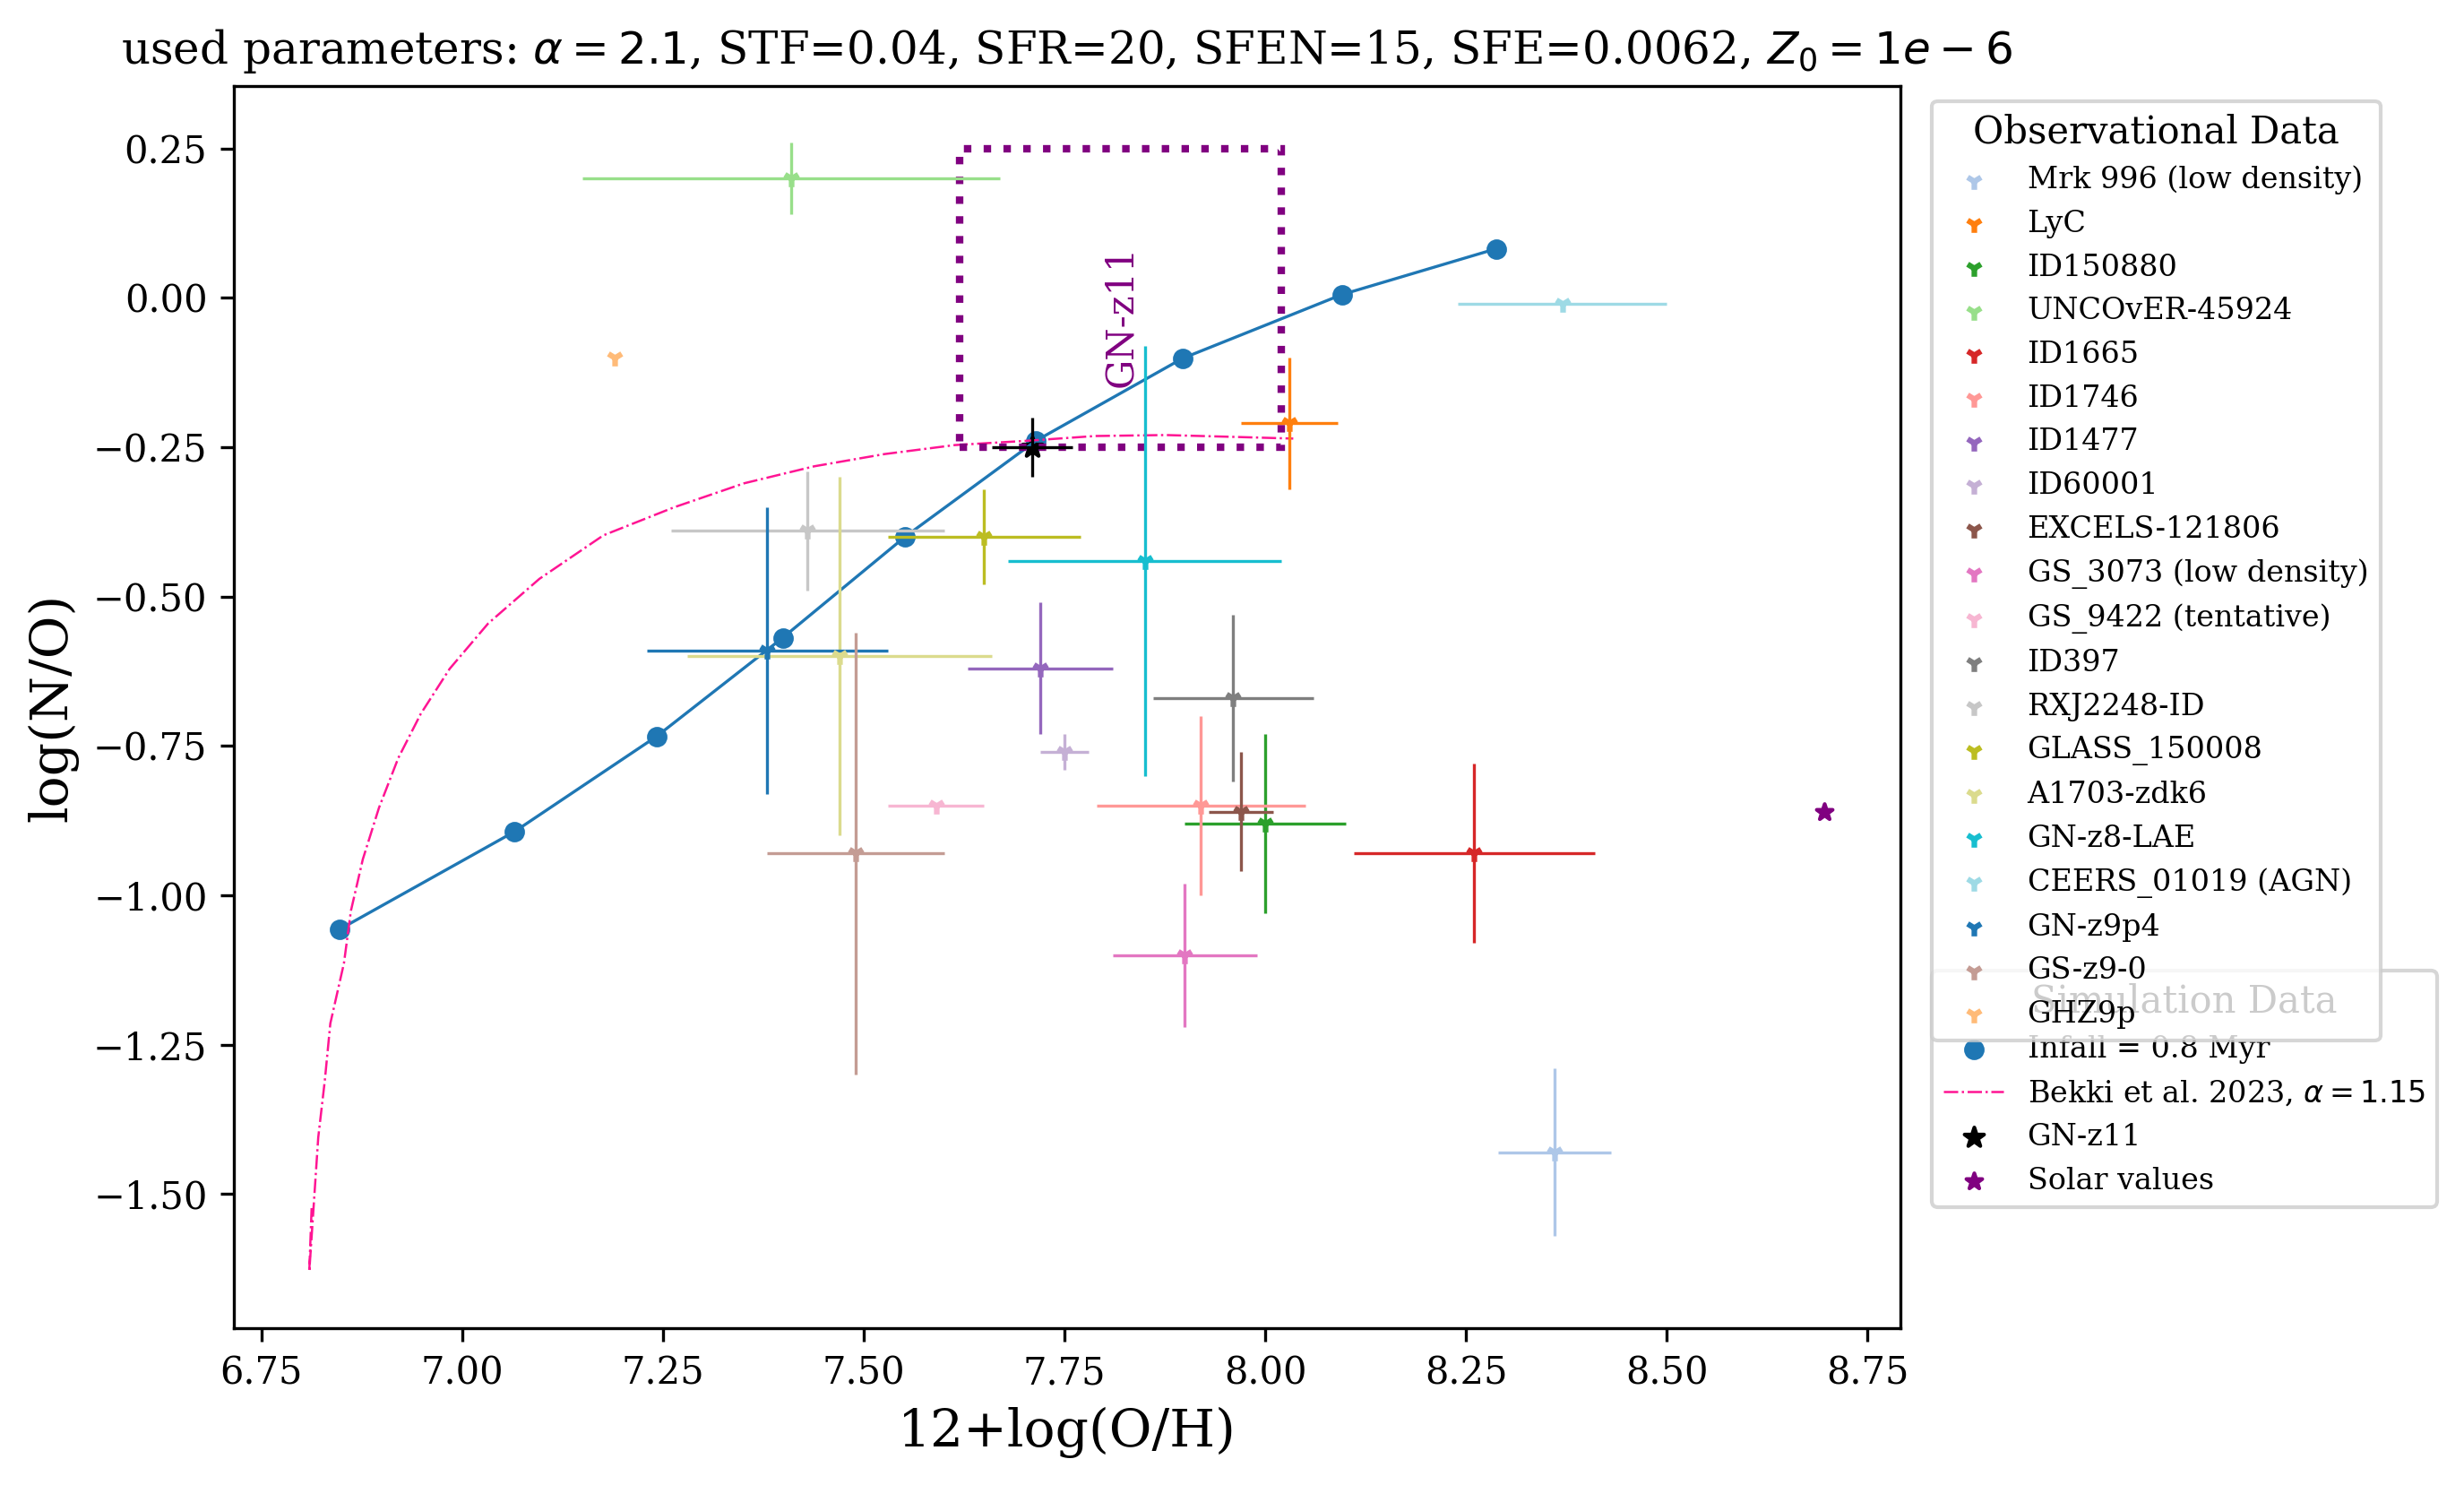 used parameters: α = 2.1, STF=0.04, SFR=20, SFEN=15, SFE=0.0062, Z₀ = 1e − 6
0.25
0.00
−0.25
−0.50
−0.75
−1.00
−1.25
−1.50
log(N/O)
GN-z11
6.75 7.00 7.25 7.50 7.75 8.00 8.25 8.50 8.75
12+log(O/H)
Observational Data
Mrk 996 (low density)
LyC
ID150880
UNCOvER-45924
ID1665
ID1746
ID1477
ID60001
EXCELS-121806
GS_3073 (low density)
GS_9422 (tentative)
ID397
RXJ2248-ID
GLASS_150008
A1703-zdk6
GN-z8-LAE
CEERS_01019 (AGN)
GN-z9p4
GS-z9-0
GHZ9p
Simulation Data
Infall = 0.8 Myr
Bekki et al. 2023, α = 1.15
GN-z11
Solar values